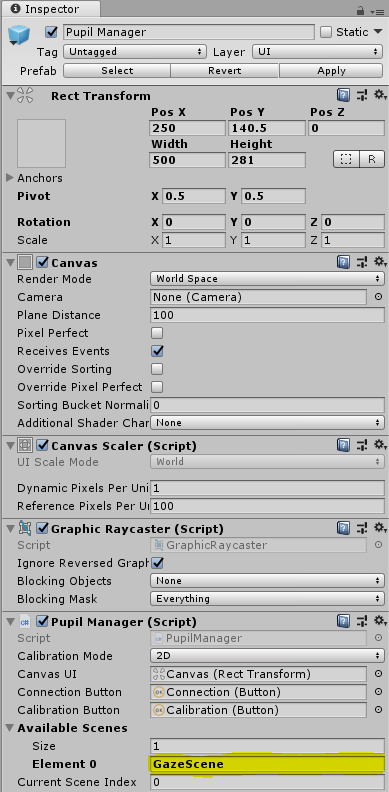 Inspector
Pupil Manager Static
Tag Untagged Layer UI
Prefab Select Revert Apply
Rect Transform
Pos X Pos Y Pos Z
250 140.5 0
Width Height
500 281
R
Anchors
Pivot X 0.5 Y 0.5
Rotation X 0 Y 0 Z 0
Scale X 1 Y 1 Z 1
Canvas
Render Mode World Space
Camera None (Camera)
Plane Distance 100
Pixel Perfect
Receives Events
Override Sorting
Override Pixel Perfect
Sorting Bucket Normali 0
Additional Shader Char None
Canvas Scaler (Script)
UI Scale Mode World
Dynamic Pixels Per Uni 1
Reference Pixels Per U 100
Graphic Raycaster (Script)
Script GraphicRaycaster
Ignore Reversed Graph
Blocking Objects None
Blocking Mask Everything
Pupil Manager (Script)
Script PupilManager
Calibration Mode 2D
Canvas UI Canvas (Rect Transform)
Connection Button Connection (Button)
Calibration Button Calibration (Button)
Available Scenes
Size 1
Element 0 GazeScene
Current Scene Index 0